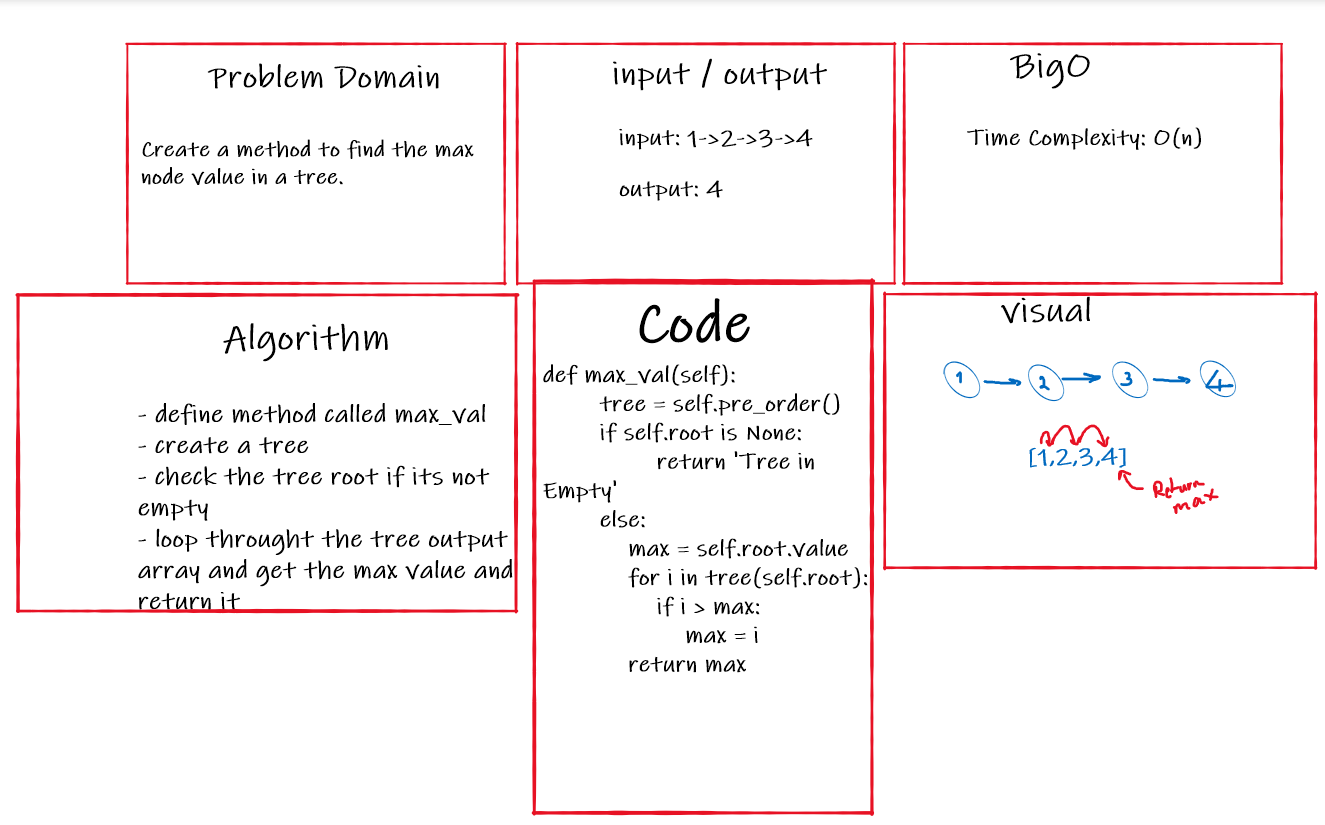 Problem Domain
Create a method to find the max
node value in a tree.
input / output
input: 1->2->3->4
output: 4
BigO
Time Complexity: O(n)
Algorithm
- define method called max_val
- create a tree
- check the tree root if its not
empty
- loop throught the tree output
array and get the max value and
return it
Code
def max_val(self):
tree = self.pre_order()
if self.root is None:
return 'Tree in
Empty'
else:
max = self.root.value
for i in tree(self.root):
if i > max:
max = i
return max
visual
1 2 3 4
[1,2,3,4]
Return
max